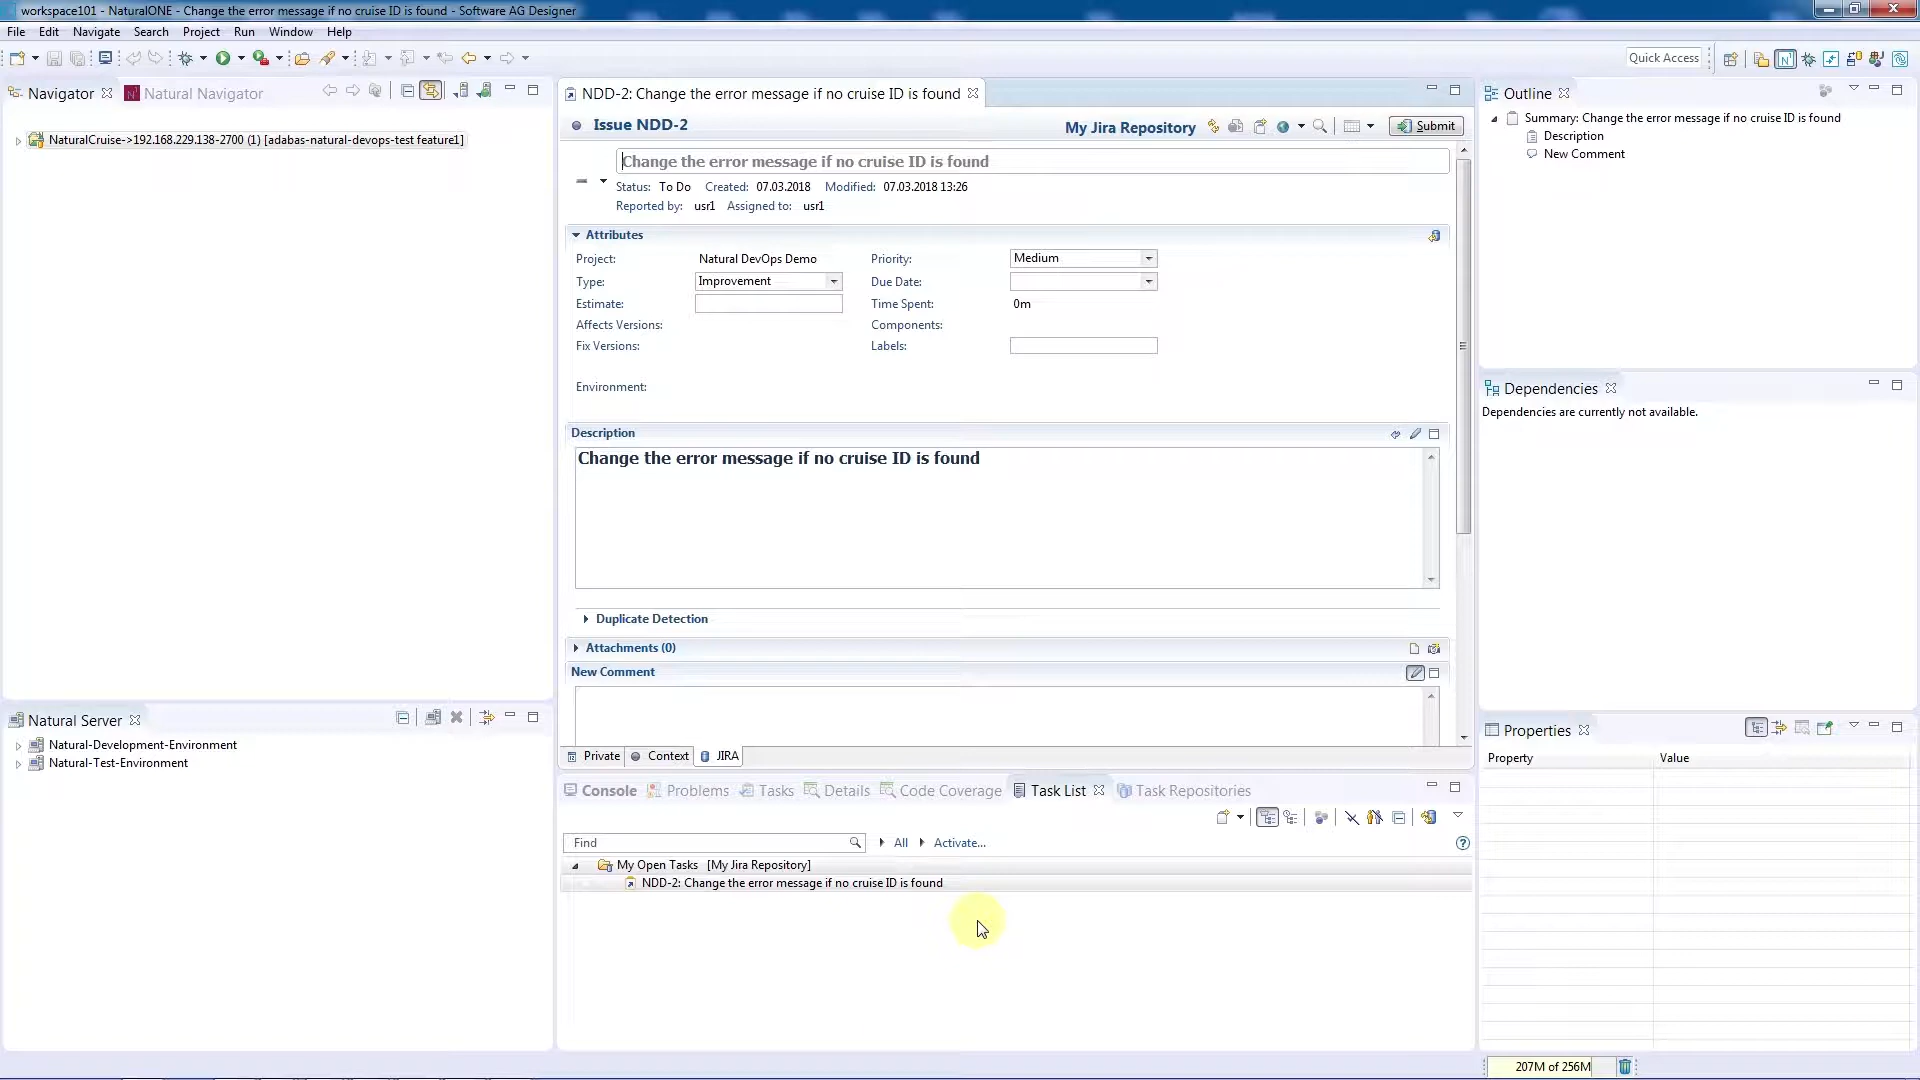 workspace101 - NaturalONE - Change the error message if no cruise ID is found - Software AG Designer
File Edit Navigate Search Project Run Window Help
Quick Access
Navigator
Natural Navigator
NaturalCruise->192.168.229.138-2700 (1) [adabas-natural-devops-test feature1]
NDD-2: Change the error message if no cruise ID is found
Issue NDD-2
My Jira Repository
Submit
Change the error message if no cruise ID is found
Status: To Do Created: 07.03.2018 Modified: 07.03.2018 13:26
Reported by: usr1 Assigned to: usr1
Attributes
Project: Natural DevOps Demo Priority: Medium
Type: Improvement Due Date:
Estimate: Time Spent: 0m
Affects Versions: Components:
Fix Versions: Labels:
Environment:
Description
Change the error message if no cruise ID is found
Duplicate Detection
Attachments (0)
New Comment
Private Context JIRA
Outline
Summary: Change the error message if no cruise ID is found
Description
New Comment
Dependencies
Dependencies are currently not available.
Natural Server
Natural-Development-Environment
Natural-Test-Environment
Console Problems Tasks Details Code Coverage Task List Task Repositories
Find All Activate...
My Open Tasks [My Jira Repository]
NDD-2: Change the error message if no cruise ID is found
Properties
Property Value
207M of 256M